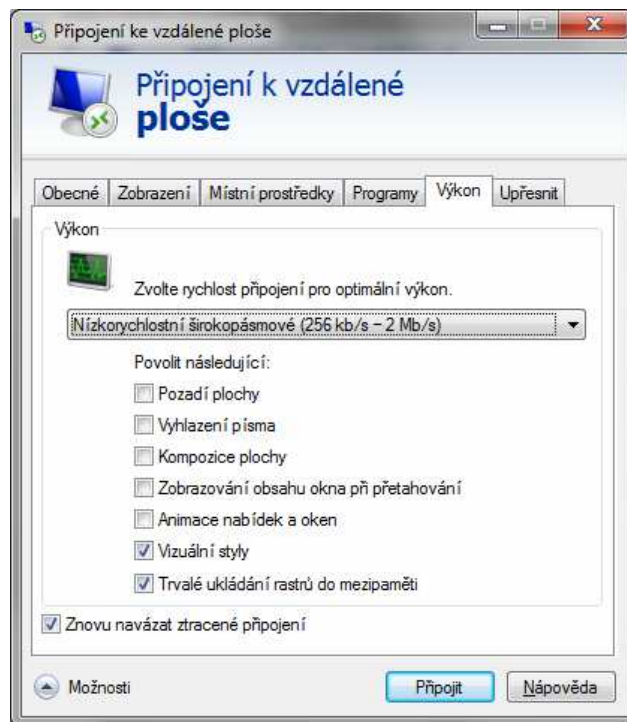 Připojení ke vzdálené ploše
Připojení k vzdálené
ploše
Obecné Zobrazení Místní prostředky Programy Výkon Upřesnit
Výkon
Zvolte rychlost připojení pro optimální výkon.
Nízkorychlostní širokopásmové (256 kb/s – 2 Mb/s)
Povolit následující:
Pozadí plochy
Vyhlazení písma
Kompozice plochy
Zobrazování obsahu okna při přetahování
Animace nabídek a oken
Vizuální styly
Trvalé ukládání rastrů do mezipaměti
Znovu navázat ztracené připojení
Možnosti Připojit Nápověda